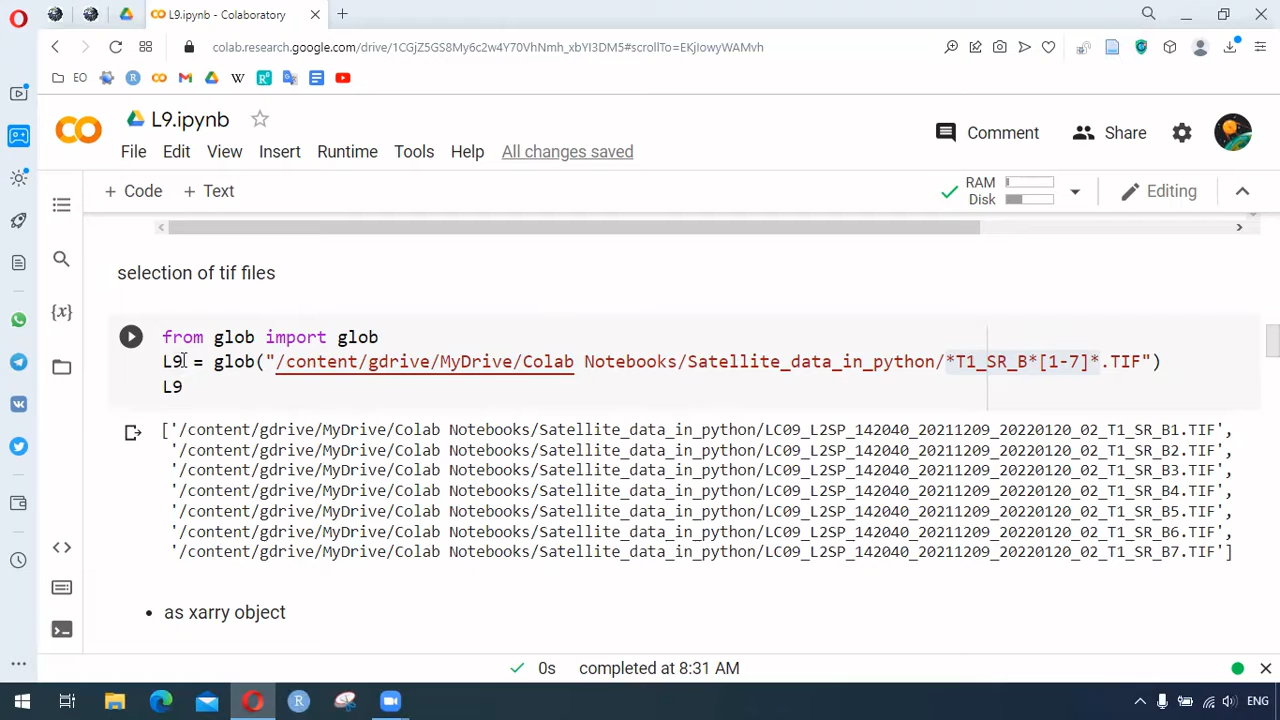 L9.ipynb - Colaboratory
colab.research.google.com/drive/1CGjZ5GS8My6c2w4Y70VhNmh_xbYI3DM5#scrollTo=EKjIowyWAMvh
EO
L9.ipynb
Comment
Share
File Edit View Insert Runtime Tools Help All changes saved
+ Code + Text
RAM
Disk
Editing
selection of tif files
from glob import glob
L9 = glob("/content/gdrive/MyDrive/Colab Notebooks/Satellite_data_in_python/*T1_SR_B*[1-7]*.TIF")
L9
['/content/gdrive/MyDrive/Colab Notebooks/Satellite_data_in_python/LC09_L2SP_142040_20211209_20220120_02_T1_SR_B1.TIF',
'/content/gdrive/MyDrive/Colab Notebooks/Satellite_data_in_python/LC09_L2SP_142040_20211209_20220120_02_T1_SR_B2.TIF',
'/content/gdrive/MyDrive/Colab Notebooks/Satellite_data_in_python/LC09_L2SP_142040_20211209_20220120_02_T1_SR_B3.TIF',
'/content/gdrive/MyDrive/Colab Notebooks/Satellite_data_in_python/LC09_L2SP_142040_20211209_20220120_02_T1_SR_B4.TIF',
'/content/gdrive/MyDrive/Colab Notebooks/Satellite_data_in_python/LC09_L2SP_142040_20211209_20220120_02_T1_SR_B5.TIF',
'/content/gdrive/MyDrive/Colab Notebooks/Satellite_data_in_python/LC09_L2SP_142040_20211209_20220120_02_T1_SR_B6.TIF',
'/content/gdrive/MyDrive/Colab Notebooks/Satellite_data_in_python/LC09_L2SP_142040_20211209_20220120_02_T1_SR_B7.TIF']
• as xarry object
0s completed at 8:31 AM
ENG